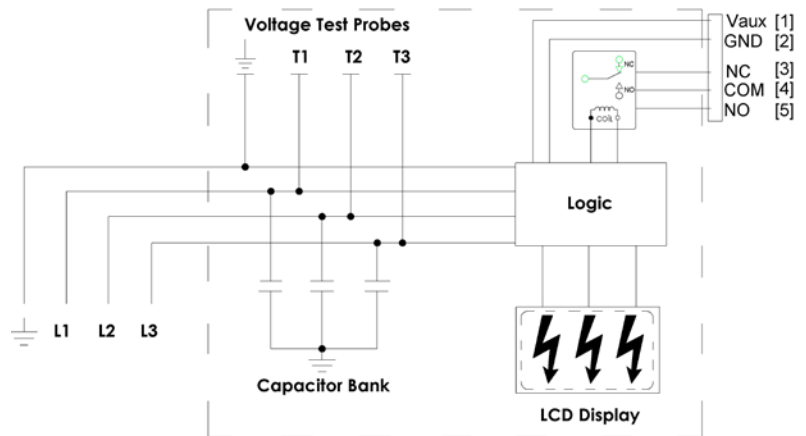 Voltage Test Probes
T1 T2 T3
Vaux [1]
GND [2]
NC [3]
COM [4]
NO [5]
NC
NO
COIL
Logic
L1 L2 L3
Capacitor Bank
LCD Display